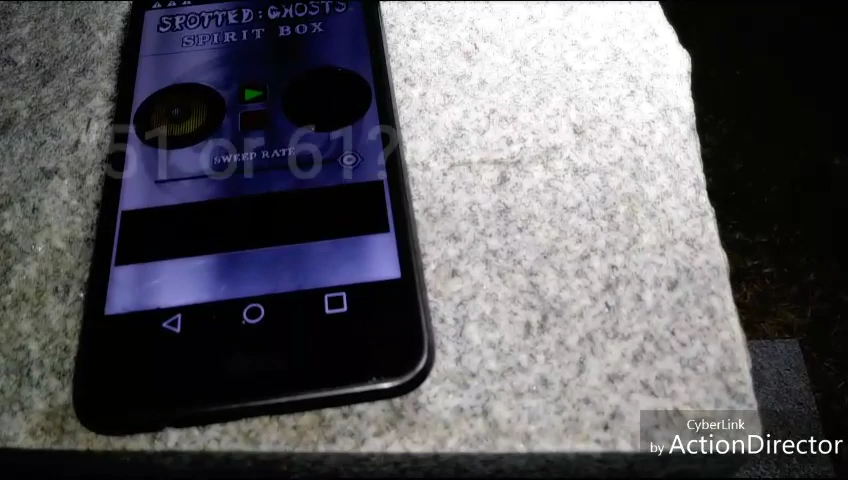 SPOTTED: GHOSTS
SPIRIT BOX
"51 or 61?
SWEEP RATE
CyberLink
by ActionDirector